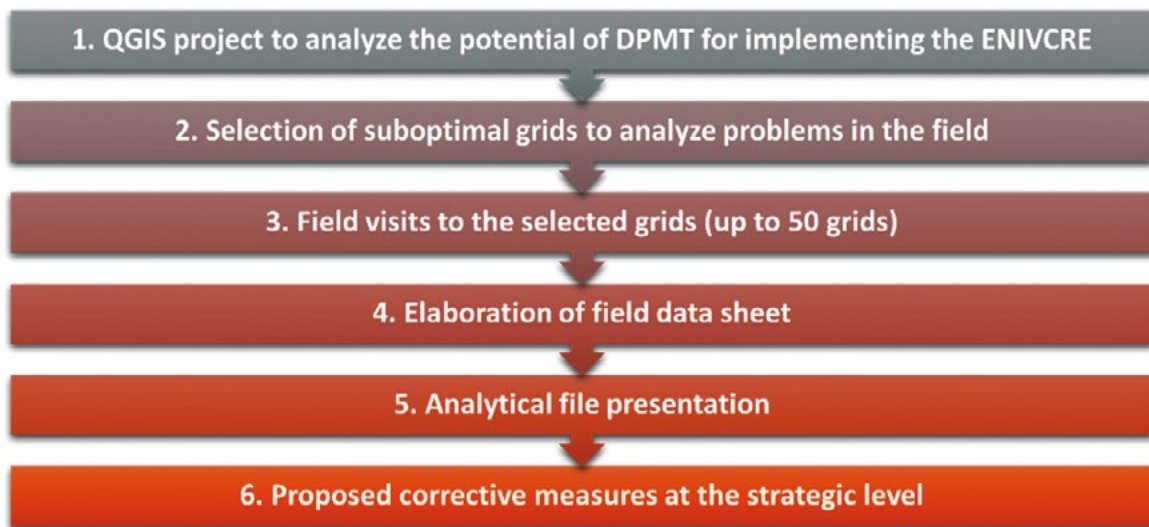 1. QGIS project to analyze the potential of DPMT for implementing the ENIVCRE
2. Selection of suboptimal grids to analyze problems in the field
3. Field visits to the selected grids (up to 50 grids)
4. Elaboration of field data sheet
5. Analytical file presentation
6. Proposed corrective measures at the strategic level